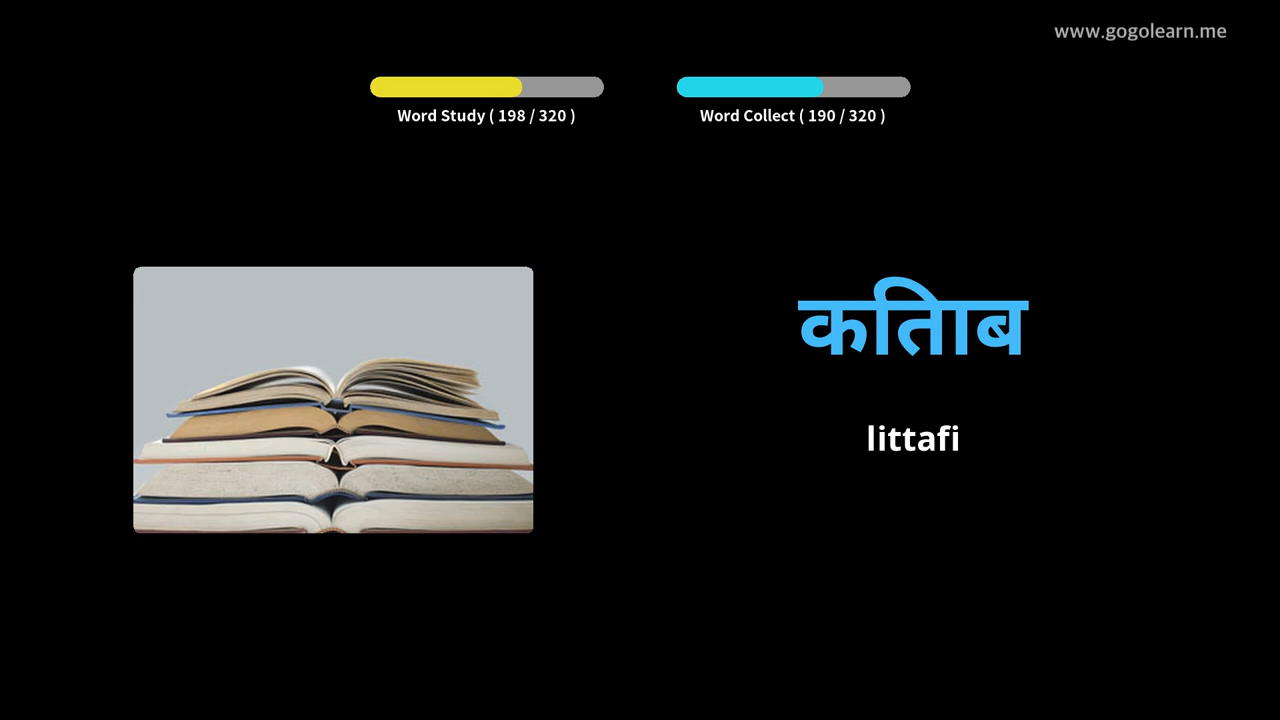 www.gogolearn.me
Word Study ( 198 / 320 )
Word Collect ( 190 / 320 )
किताब
littafi